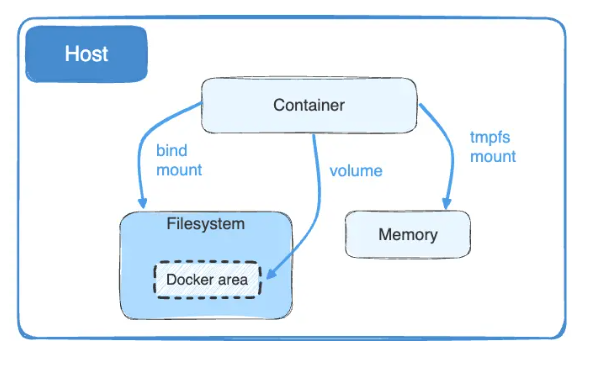 Host
Container
bind
mount
volume
tmpfs
mount
Filesystem
Docker area
Memory